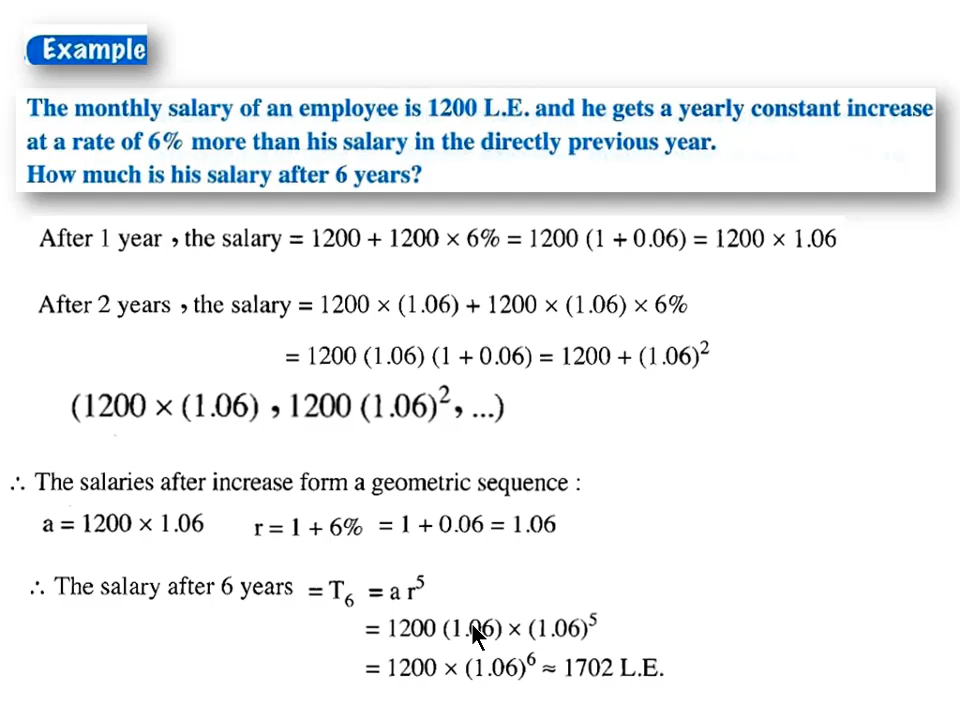 Example
The monthly salary of an employee is 1200 L.E. and he gets a yearly constant increase
at a rate of 6% more than his salary in the directly previous year.
How much is his salary after 6 years?
After 1 year , the salary = 1200 + 1200 × 6% = 1200 (1 + 0.06) = 1200 × 1.06
After 2 years , the salary = 1200 × (1.06) + 1200 × (1.06) × 6%
= 1200 (1.06) (1 + 0.06) = 1200 + (1.06)²
(1200 × (1.06) , 1200 (1.06)², ...)
∴ The salaries after increase form a geometric sequence :
a = 1200 × 1.06 r = 1 + 6% = 1 + 0.06 = 1.06
∴ The salary after 6 years = T₆ = a r⁵
= 1200 (1.06) × (1.06)⁵
= 1200 × (1.06)⁶ ≈ 1702 L.E.